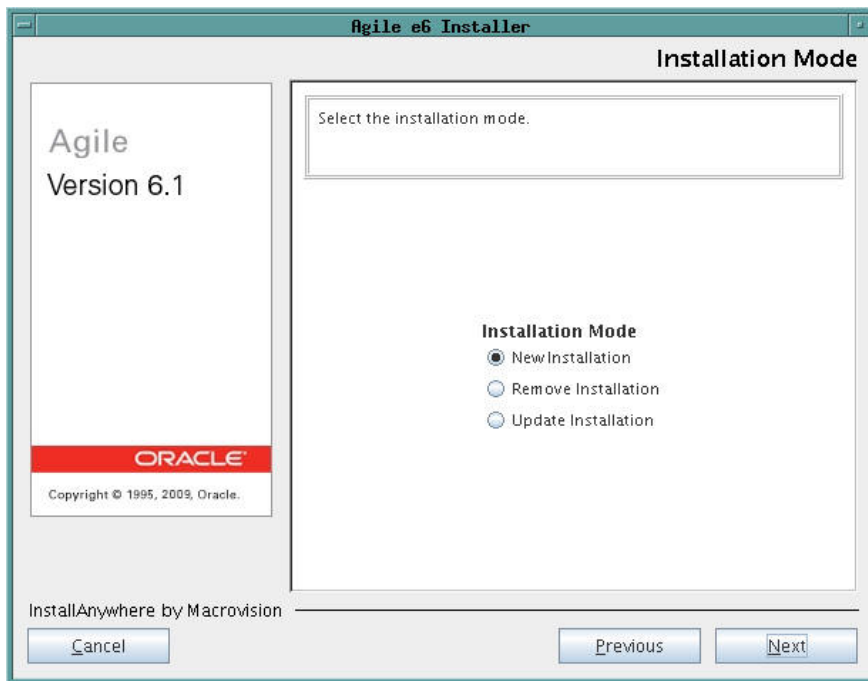 Agile e6 Installer
Installation Mode
Agile
Version 6.1
ORACLE
Copyright © 1995, 2009, Oracle.
Select the installation mode.
Installation Mode
New Installation
Remove Installation
Update Installation
InstallAnywhere by Macrovision
Cancel
Previous
Next